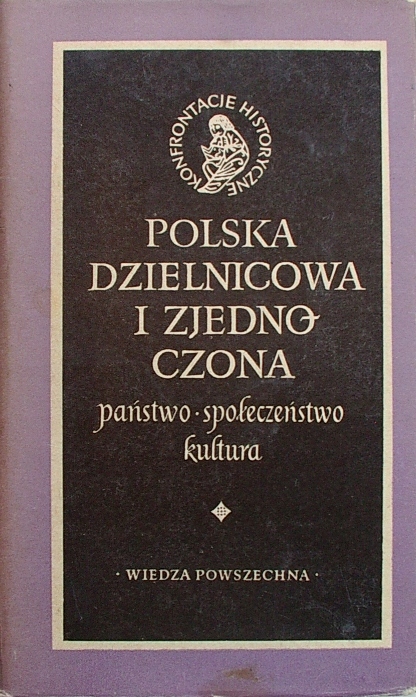 KONFRONTACJE HISTORYCZNE
POLSKA
DZIELNICOWA
I ZJEDNO
CZONA
państwo · społeczeństwo
kultura
· WIEDZA POWSZECHNA ·